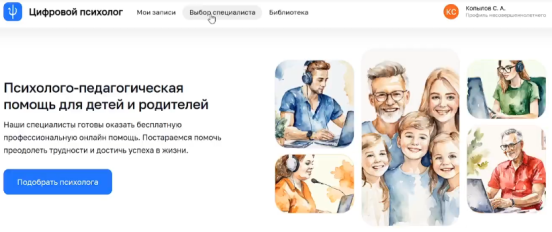 Цифровой психолог
Мои записи
Выбор специалиста
Библиотека
КС
Копылов С. А.
Профиль несовершеннолетнего
Психолого-педагогическая
помощь для детей и родителей
Наши специалисты готовы оказать бесплатную
профессиональную онлайн помощь. Постараемся помочь
преодолеть трудности и достичь успеха в жизни.
Подобрать психолога